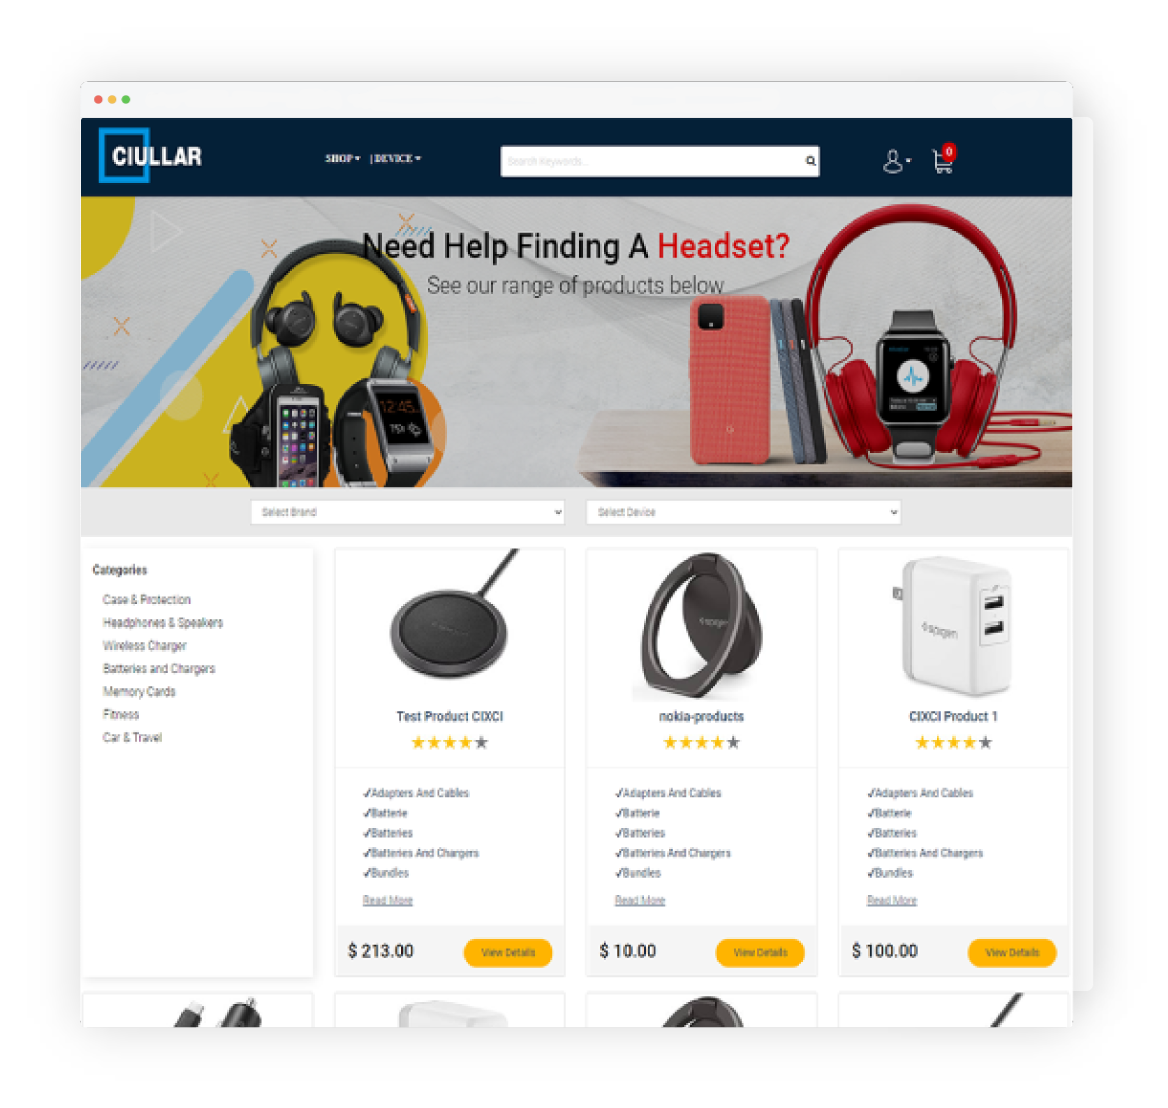 CIULLAR
SHOP
| DEVICE
Search Keywords...
0
Need Help Finding A Headset?
See our range of products below
12:45
Select Brand
Select Device
Categories
Case & Protection
Headphones & Speakers
Wireless Charger
Batteries and Chargers
Memory Cards
Fitness
Car & Travel
Test Product CIXCI
✓Adapters And Cables
✓Batterie
✓Batteries
✓Batteries And Chargers
✓Bundles
Read More
$ 213.00
View Details
spigen
nokia-products
✓Adapters And Cables
✓Batterie
✓Batteries
✓Batteries And Chargers
✓Bundles
Read More
$ 10.00
View Details
spigen
CIXCI Product 1
✓Adapters And Cables
✓Batterie
✓Batteries
✓Batteries And Chargers
✓Bundles
Read More
$ 100.00
View Details